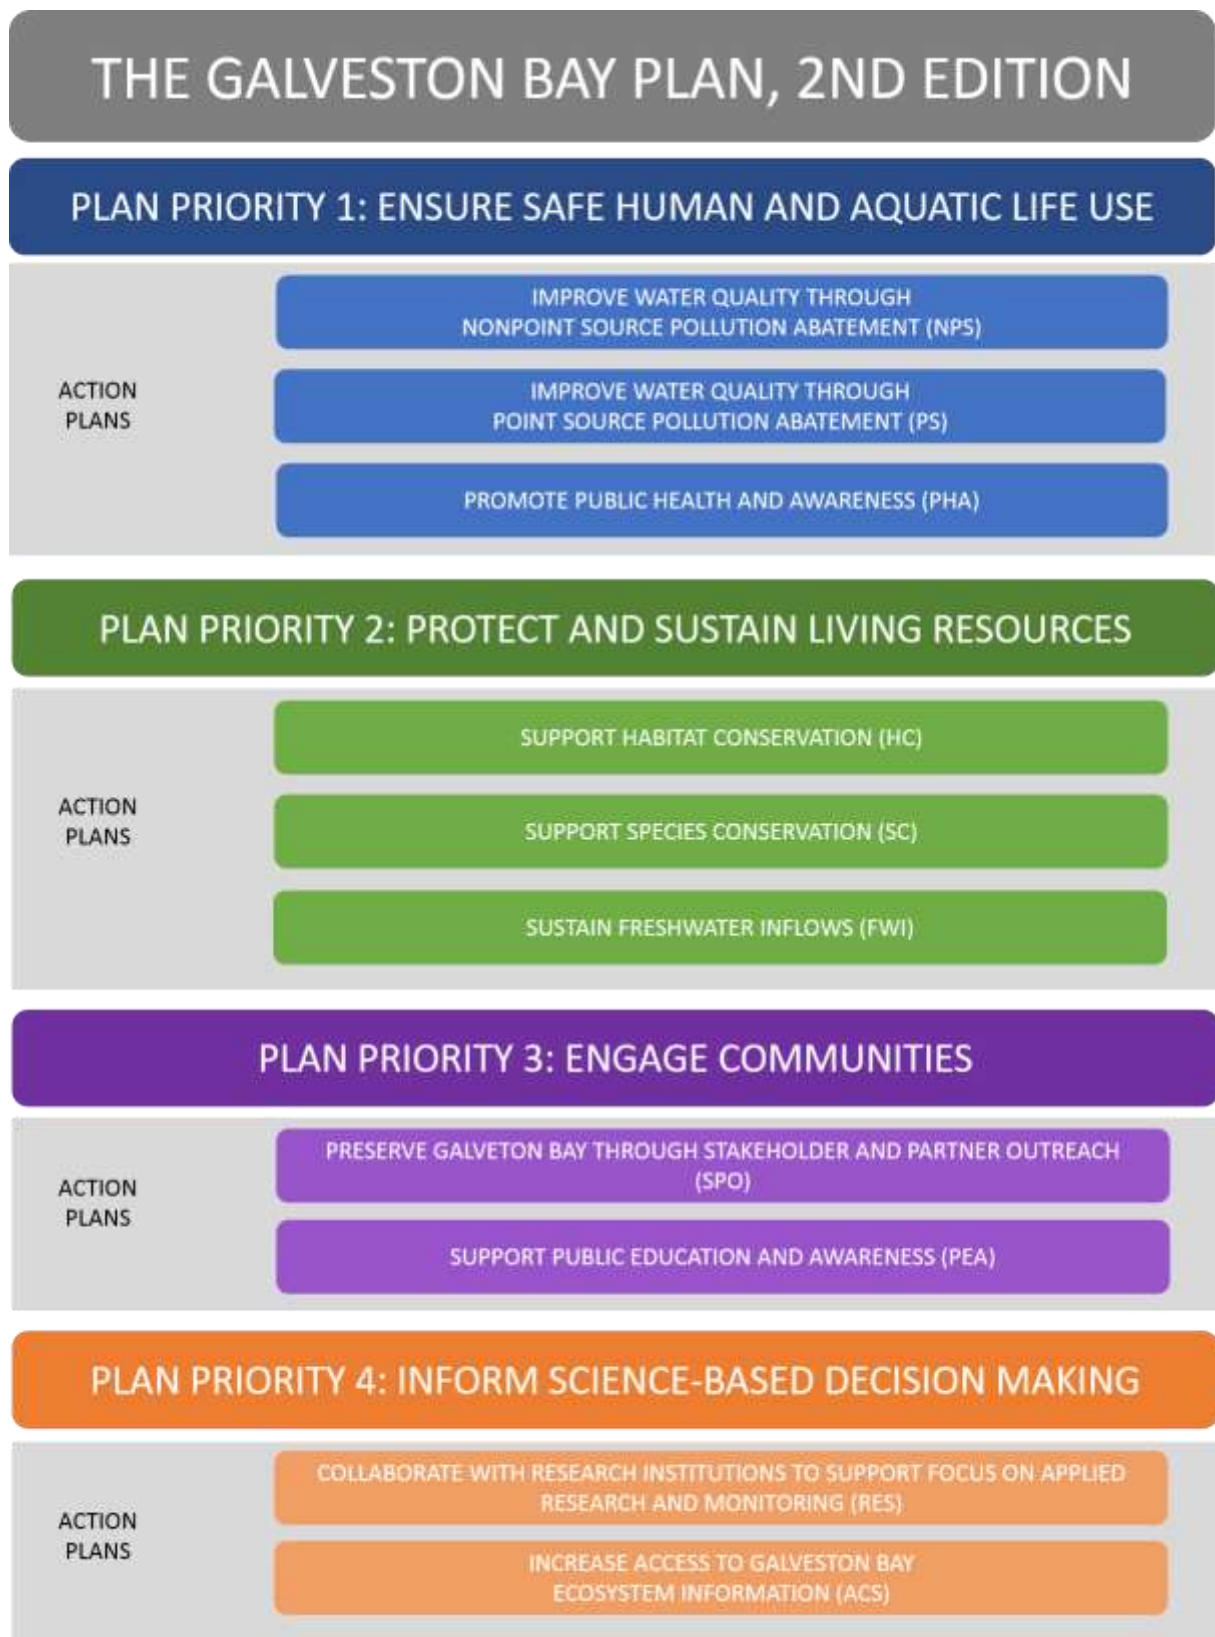 THE GALVESTON BAY PLAN, 2ND EDITION
PLAN PRIORITY 1: ENSURE SAFE HUMAN AND AQUATIC LIFE USE
ACTION
PLANS
IMPROVE WATER QUALITY THROUGH
NONPOINT SOURCE POLLUTION ABATEMENT (NPS)
IMPROVE WATER QUALITY THROUGH
POINT SOURCE POLLUTION ABATEMENT (PS)
PROMOTE PUBLIC HEALTH AND AWARENESS (PHA)
PLAN PRIORITY 2: PROTECT AND SUSTAIN LIVING RESOURCES
ACTION
PLANS
SUPPORT HABITAT CONSERVATION (HC)
SUPPORT SPECIES CONSERVATION (SC)
SUSTAIN FRESHWATER INFLOWS (FWI)
PLAN PRIORITY 3: ENGAGE COMMUNITIES
ACTION
PLANS
PRESERVE GALVETON BAY THROUGH STAKEHOLDER AND PARTNER OUTREACH
(SPO)
SUPPORT PUBLIC EDUCATION AND AWARENESS (PEA)
PLAN PRIORITY 4: INFORM SCIENCE-BASED DECISION MAKING
ACTION
PLANS
COLLABORATE WITH RESEARCH INSTITUTIONS TO SUPPORT FOCUS ON APPLIED
RESEARCH AND MONITORING (RES)
INCREASE ACCESS TO GALVESTON BAY
ECOSYSTEM INFORMATION (ACS)